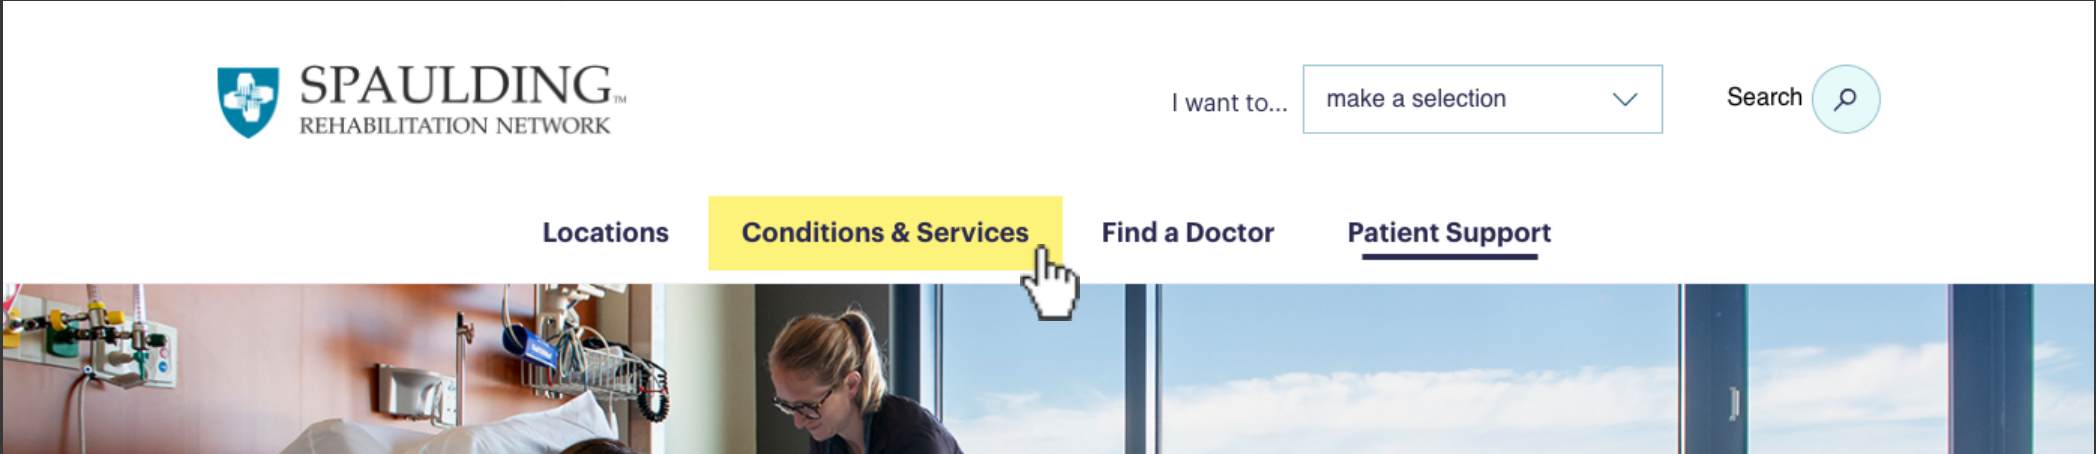 SPAULDING™
REHABILITATION NETWORK
I want to...
make a selection
Search
Locations
Conditions & Services
Find a Doctor
Patient Support